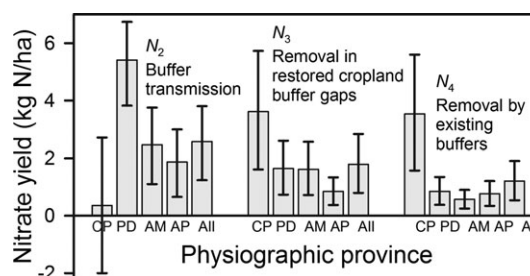 Nitrate yield (kg N/ha)
6
4
2
0
-2
N2
Buffer
transmission
N3
Removal in
restored cropland
buffer gaps
N4
Removal by
existing
buffers
CP PD AM AP All
CP PD AM AP All
CP PD AM AP A
Physiographic province